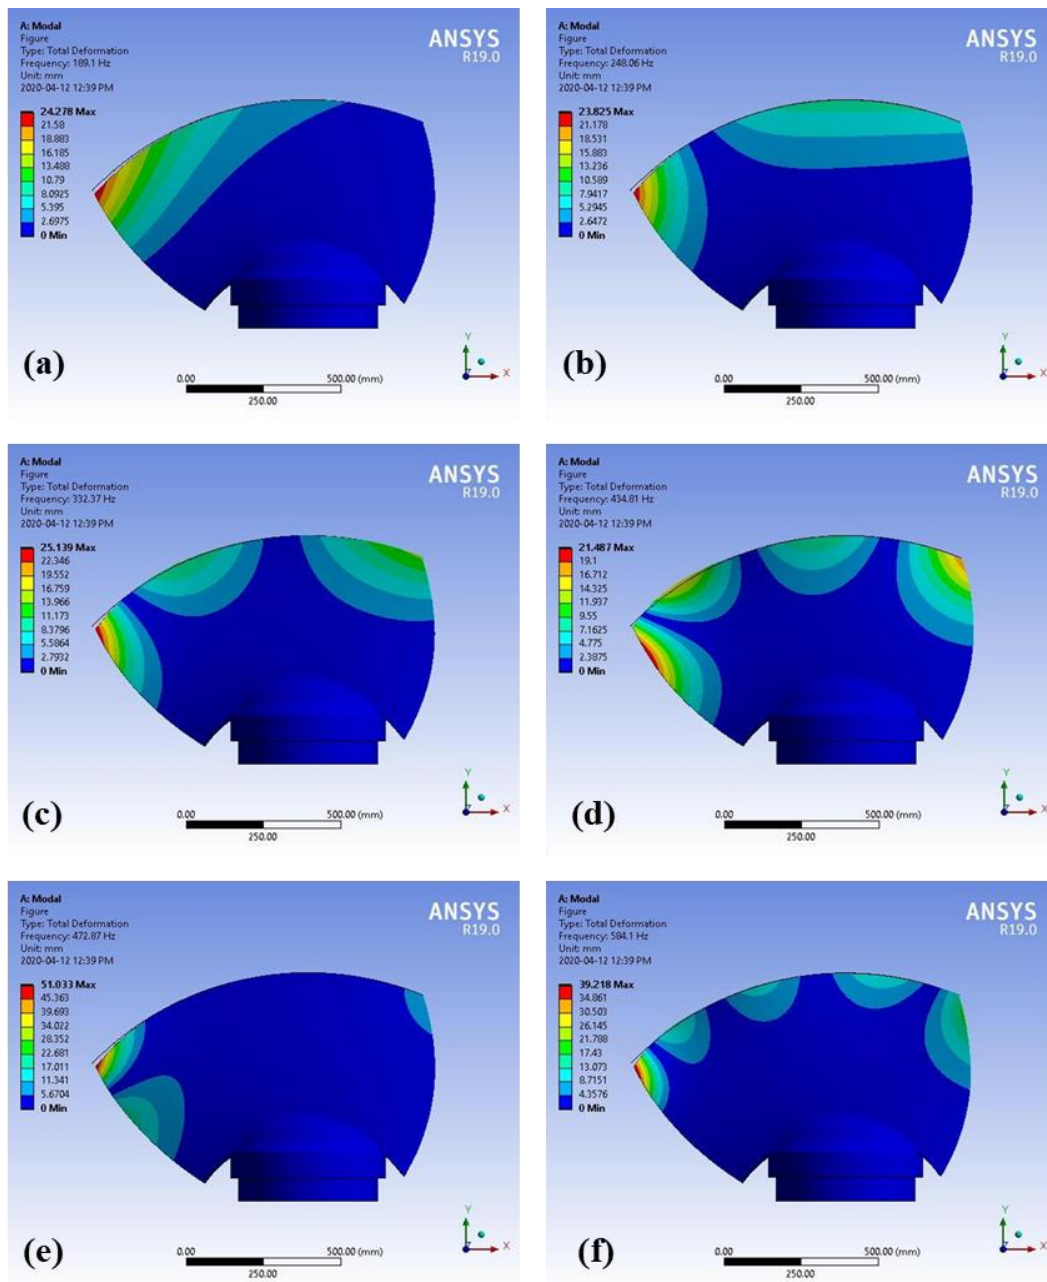 A: Modal
Figure
Type: Total Deformation
Frequency: 189.1 Hz
Unit: mm
2020-04-12 12:39 PM
ANSYS
R19.0
24.278 Max
21.58
18.883
16.185
13.488
10.79
8.0925
5.395
2.6975
0 Min
(a)
0.00
500.00 (mm)
250.00
Y
X
A: Modal
Figure
Type: Total Deformation
Frequency: 248.06 Hz
Unit: mm
2020-04-12 12:39 PM
ANSYS
R19.0
23.825 Max
21.178
18.531
15.883
13.236
10.589
7.9417
5.2945
2.6472
0 Min
(b)
0.00
500.00 (mm)
250.00
Y
X
A: Modal
Figure
Type: Total Deformation
Frequency: 332.37 Hz
Unit: mm
2020-04-12 12:39 PM
ANSYS
R19.0
25.139 Max
22.346
19.552
16.759
13.966
11.173
8.3796
5.5864
2.7932
0 Min
(c)
0.00
500.00 (mm)
250.00
Y
X
A: Modal
Figure
Type: Total Deformation
Frequency: 434.81 Hz
Unit: mm
2020-04-12 12:39 PM
ANSYS
R19.0
21.487 Max
19.1
16.712
14.325
11.937
9.55
7.1625
4.775
2.3875
0 Min
(d)
0.00
500.00 (mm)
250.00
Y
X
A: Modal
Figure
Type: Total Deformation
Frequency: 472.87 Hz
Unit: mm
2020-04-12 12:39 PM
ANSYS
R19.0
51.033 Max
45.363
39.693
34.022
28.352
22.681
17.011
11.341
5.6704
0 Min
(e)
0.00
500.00 (mm)
250.00
Y
X
A: Modal
Figure
Type: Total Deformation
Frequency: 584.1 Hz
Unit: mm
2020-04-12 12:39 PM
ANSYS
R19.0
39.218 Max
34.861
30.503
26.145
21.788
17.43
13.073
8.7151
4.3576
0 Min
(f)
0.00
500.00 (mm)
250.00
Y
X